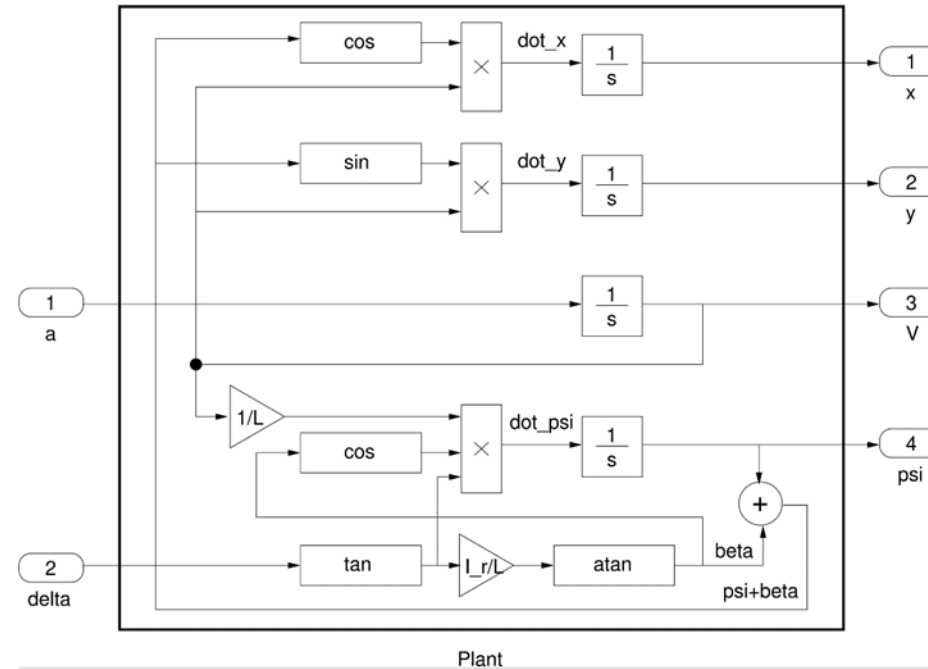 cos
×
dot_x
1
s
1
x
sin
×
dot_y
1
s
2
y
1
a
1
s
3
V
1/L
cos
×
dot_psi
1
s
4
psi
+
2
delta
tan
l_r/L
atan
beta
psi+beta
Plant